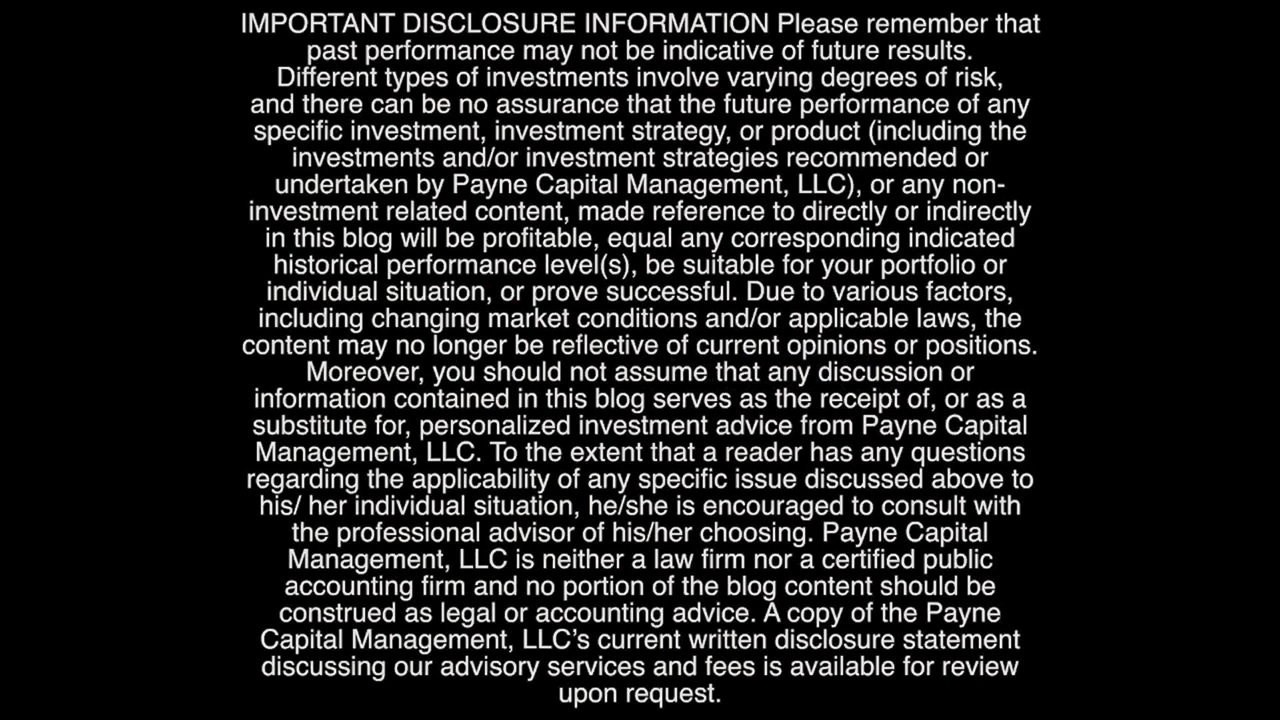 IMPORTANT DISCLOSURE INFORMATION Please remember that
past performance may not be indicative of future results.
Different types of investments involve varying degrees of risk,
and there can be no assurance that the future performance of any
specific investment, investment strategy, or product (including the
investments and/or investment strategies recommended or
undertaken by Payne Capital Management, LLC), or any non-
investment related content, made reference to directly or indirectly
in this blog will be profitable, equal any corresponding indicated
historical performance level(s), be suitable for your portfolio or
individual situation, or prove successful. Due to various factors,
including changing market conditions and/or applicable laws, the
content may no longer be reflective of current opinions or positions.
Moreover, you should not assume that any discussion or
information contained in this blog serves as the receipt of, or as a
substitute for, personalized investment advice from Payne Capital
Management, LLC. To the extent that a reader has any questions
regarding the applicability of any specific issue discussed above to
his/ her individual situation, he/she is encouraged to consult with
the professional advisor of his/her choosing. Payne Capital
Management, LLC is neither a law firm nor a certified public
accounting firm and no portion of the blog content should be
construed as legal or accounting advice. A copy of the Payne
Capital Management, LLC’s current written disclosure statement
discussing our advisory services and fees is available for review
upon request.